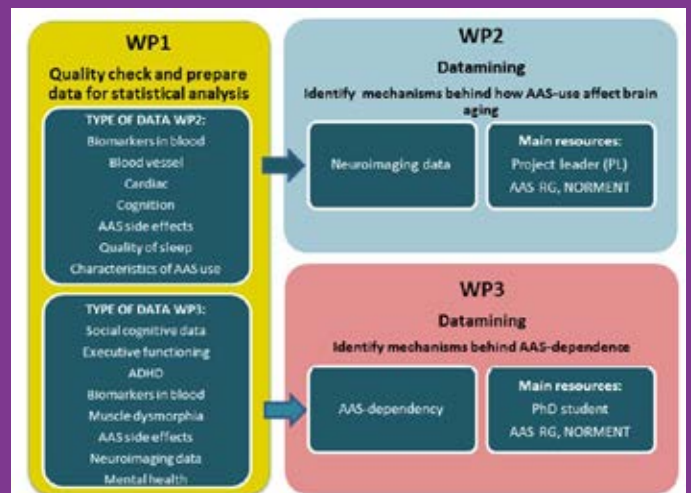 WP1
Quality check and prepare
data for statistical analysis
TYPE OF DATA WP2:
Biomarkers in blood
Blood vessel
Cardiac
Cognition
AAS side effects
Quality of sleep
Characteristics of AAS use
TYPE OF DATA WP3:
Social cognitive data
Executive functioning
ADHD
Biomarkers in blood
Muscle dysmorphia
AAS side effects
Neuroimaging data
Mental health
WP2
Datamining
Identify mechanisms behind how AAS-use affect brain
aging
Neuroimaging data
Main resources:
Project leader (PL)
AAS RG, NORMENT
WP3
Datamining
Identify mechanisms behind AAS-dependence
AAS-dependency
Main resources:
PhD student
AAS RG, NORMENT